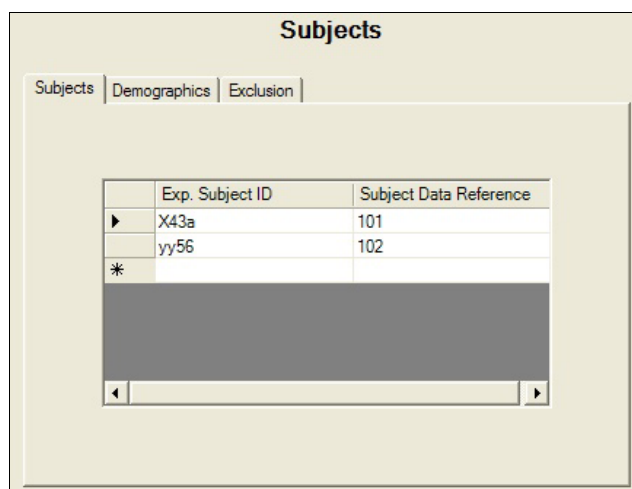 Subjects
Subjects Demographics Exclusion
Exp. Subject ID Subject Data Reference
X43a 101
yy56 102